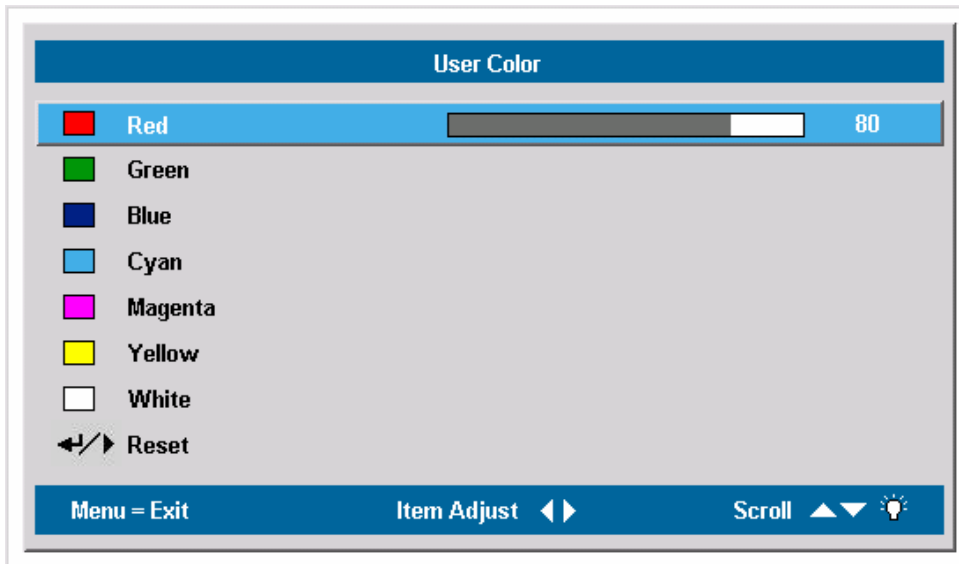 User Color
Red 80
Green
Blue
Cyan
Magenta
Yellow
White
Reset
Menu = Exit Item Adjust Scroll